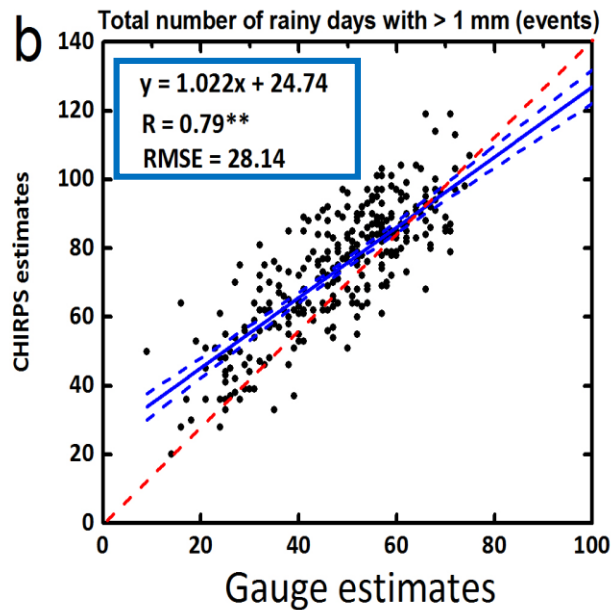 b
Total number of rainy days with > 1 mm (events)
y = 1.022x + 24.74
R = 0.79**
RMSE = 28.14
CHIRPS estimates
140
120
100
80
60
40
20
0
0 20 40 60 80 100
Gauge estimates